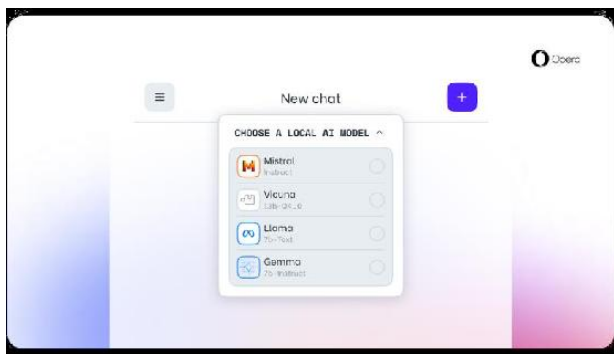 Opera
New chat
CHOOSE A LOCAL AI MODEL
Mistral
Instruct
Vicuna
Llama
7b-Text
Gemma
7b-Instruct